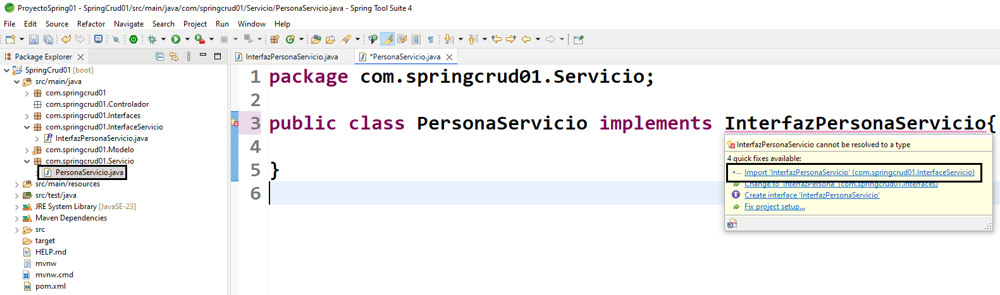 ProyectoSpring01 - SpringCrud01/src/main/java/com/springcrud01/Servicio/PersonaServicio.java - Spring Tool Suite 4
File Edit Source Refactor Navigate Search Project Run Window Help
Package Explorer
SpringCrud01 [boot]
src/main/java
com.springcrud01
com.springcrud01.Controlador
com.springcrud01.Interfaces
com.springcrud01.InterfaceServicio
InterfazPersonaServicio.java
com.springcrud01.Modelo
com.springcrud01.Servicio
PersonaServicio.java
src/main/resources
src/test/java
JRE System Library [JavaSE-23]
Maven Dependencies
src
target
HELP.md
mvnw
mvnw.cmd
pom.xml
InterfazPersonaServicio.java *PersonaServicio.java
1 package com.springcrud01.Servicio;
2
3 public class PersonaServicio implements InterfazPersonaServicio{
4
5 }
6
InterfazPersonaServicio cannot be resolved to a type
4 quick fixes available:
Import 'InterfazPersonaServicio' (com.springcrud01.InterfaceServicio)
Change to 'InterfazPersona' (com.springcrud01.Interfaces)
Create interface 'InterfazPersonaServicio'
Fix project setup...